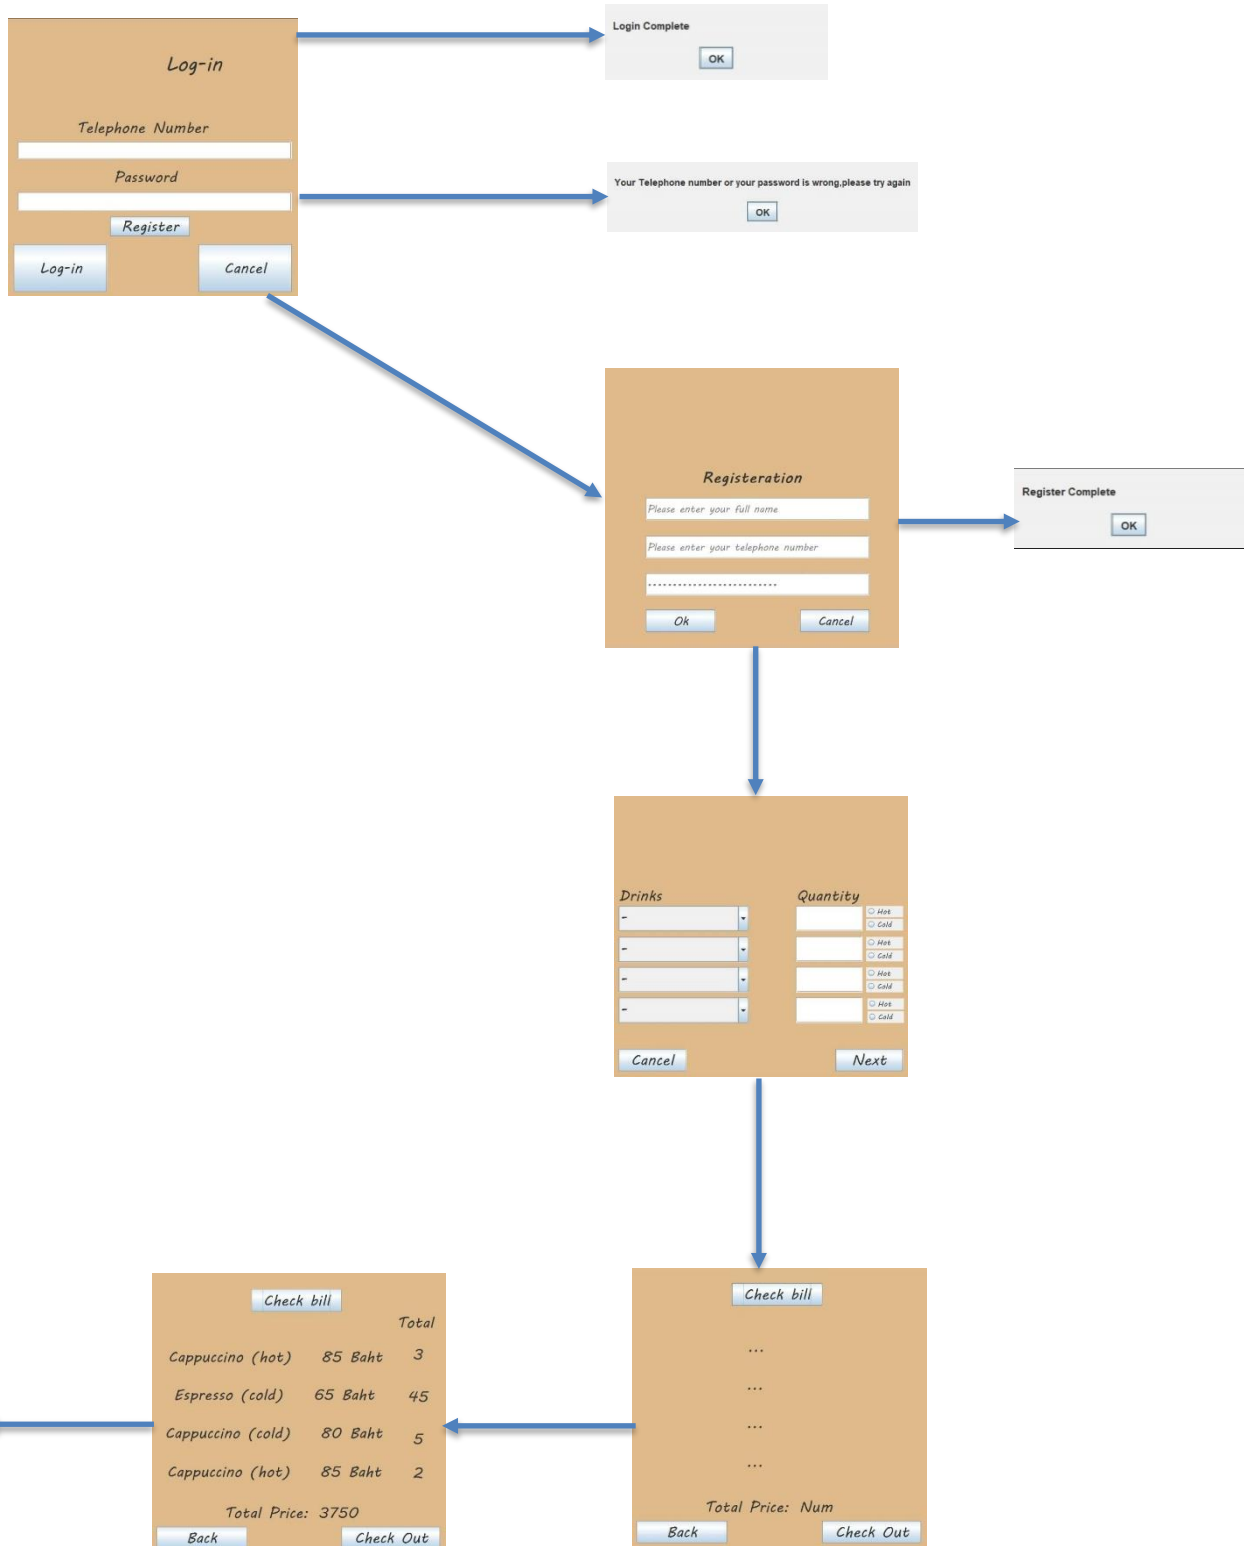 Log-in
Telephone Number
Password
Register
Log-in Cancel
Login Complete
OK
Your Telephone number or your password is wrong,please try again
OK
Registeration
Please enter your full name
Please enter your telephone number
-------------------------
Ok Cancel
Register Complete
OK
Drinks Quantity
- Hot
Cold
- Hot
Cold
- Hot
Cold
- Hot
Cold
Cancel Next
Check bill
Total
Cappuccino (hot) 85 Baht 3
Espresso (cold) 65 Baht 45
Cappuccino (cold) 80 Baht 5
Cappuccino (hot) 85 Baht 2
Total Price: 3750
Back Check Out
Check bill
...
...
...
...
Total Price: Num
Back Check Out